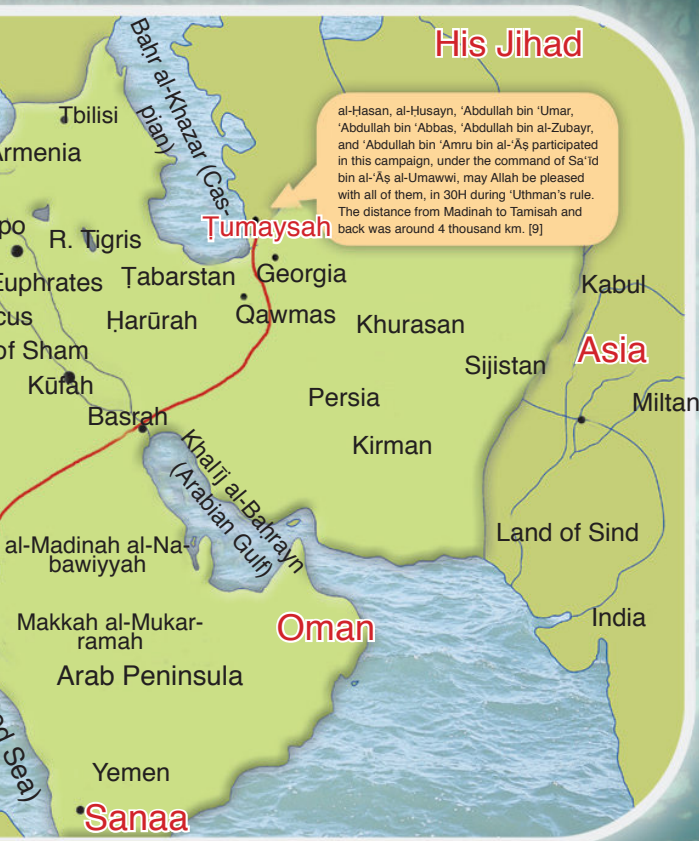 His Jihad
Bahr al-Khazar (Cas-
pian)
al-Ḥasan, al-Ḥusayn, ‘Abdullah bin ‘Umar,
‘Abdullah bin ‘Abbas, ‘Abdullah bin al-Zubayr,
and ‘Abdullah bin ‘Amru bin al-‘Āṣ participated
in this campaign, under the command of Sa‘īd
bin al-‘Āṣ al-Umawwi, may Allah be pleased
with all of them, in 30H during ‘Uthman’s rule.
The distance from Madinah to Tamisah and
back was around 4 thousand km. [9]
Tbilisi
Armenia
Ṭumaysah
po
R. Tigris
Euphrates
Ṭabarstan
Georgia
Kabul
cus
Ḥarūrah
Qawmas
Khurasan
of Sham
Sijistan
Asia
Kūfah
Persia
Miltan
Basrah
Kirman
Khalīj al-Baḥrayn
(Arabian Gulf)
Land of Sind
al-Madinah al-Na-
bawiyyah
Makkah al-Mukar-
ramah
Oman
India
Arab Peninsula
ed Sea)
Yemen
Sanaa